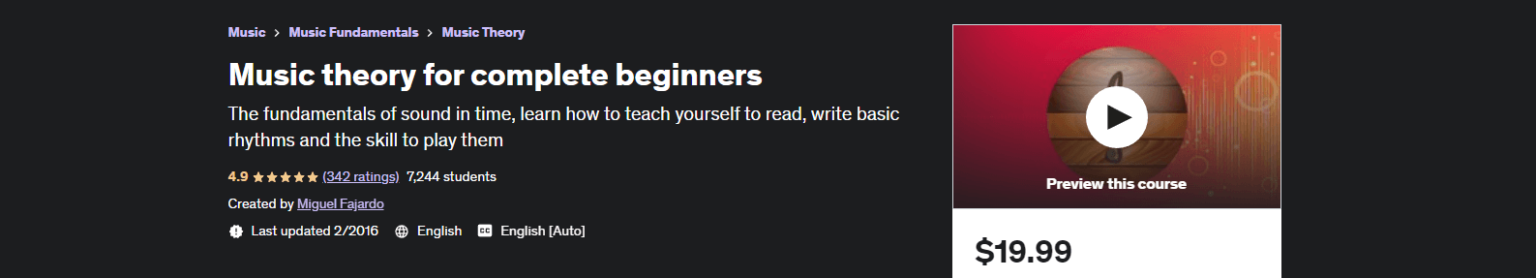 Music > Music Fundamentals > Music Theory
Music theory for complete beginners
The fundamentals of sound in time, learn how to teach yourself to read, write basic
rhythms and the skill to play them
4.9 ★★★★★ (342 ratings) 7,244 students
Created by Miguel Fajardo
Last updated 2/2016 English CC English [Auto]
Preview this course
$19.99